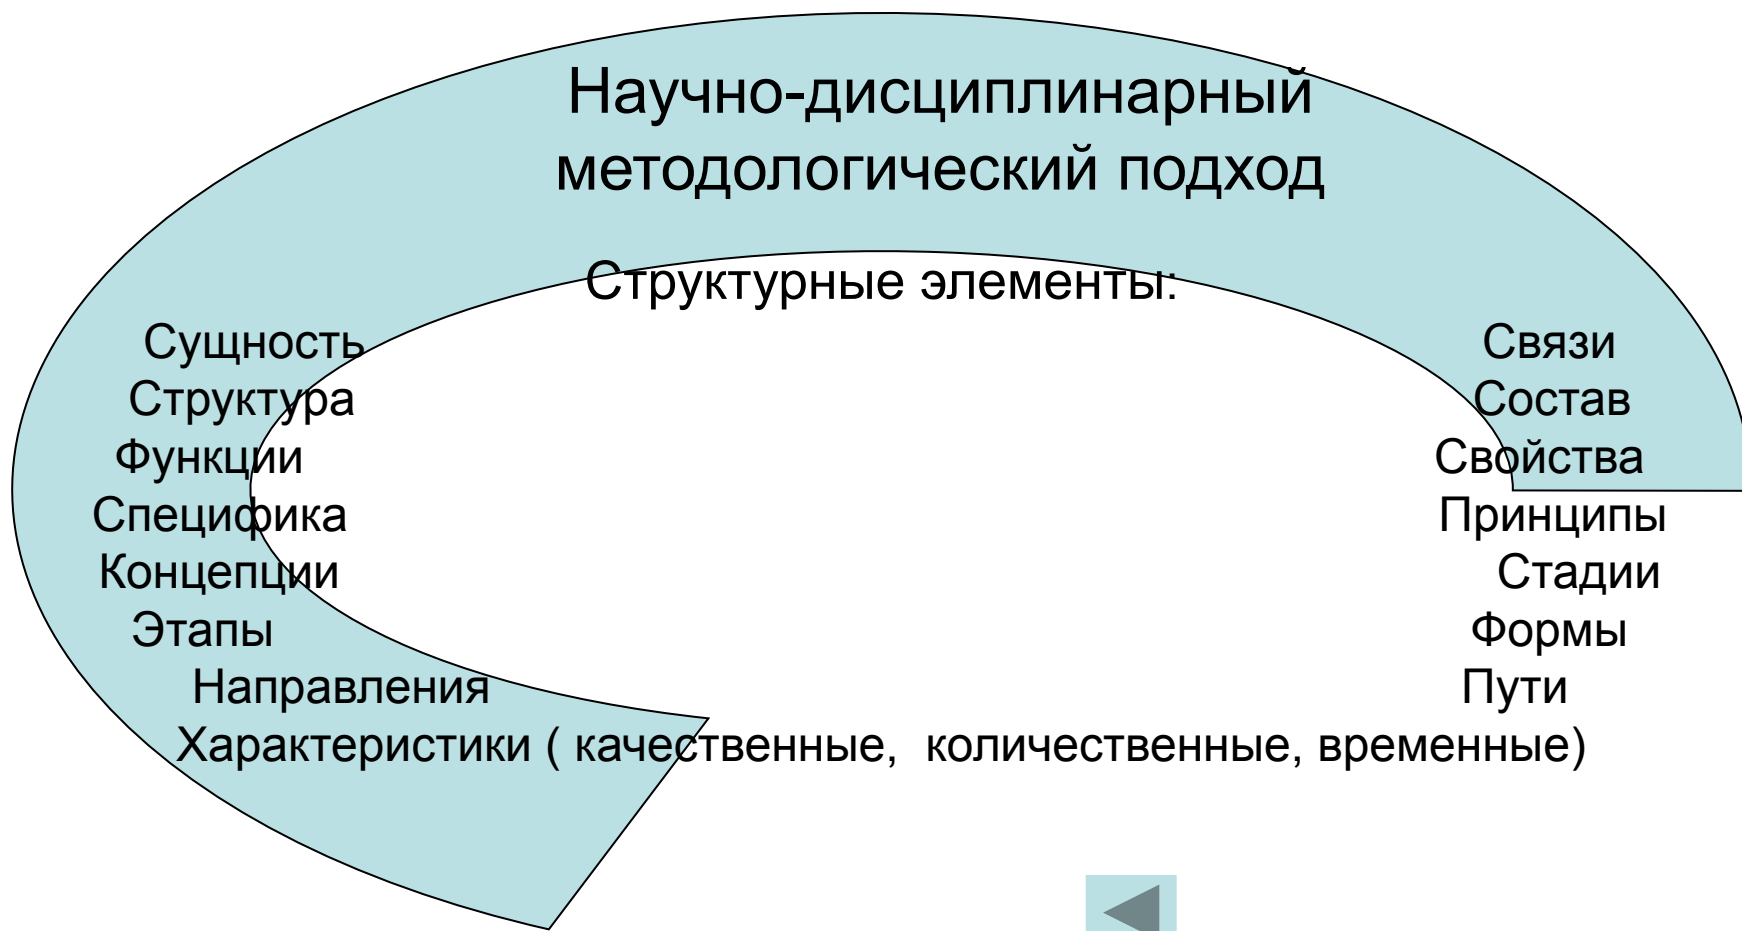 Научно-дисциплинарный
методологический подход
Структурные элементы:
Сущность Связи
Структура Состав
Функции Свойства
Специфика Принципы
Концепции Стадии
Этапы Формы
Направления Пути
Характеристики ( качественные, количественные, временные)